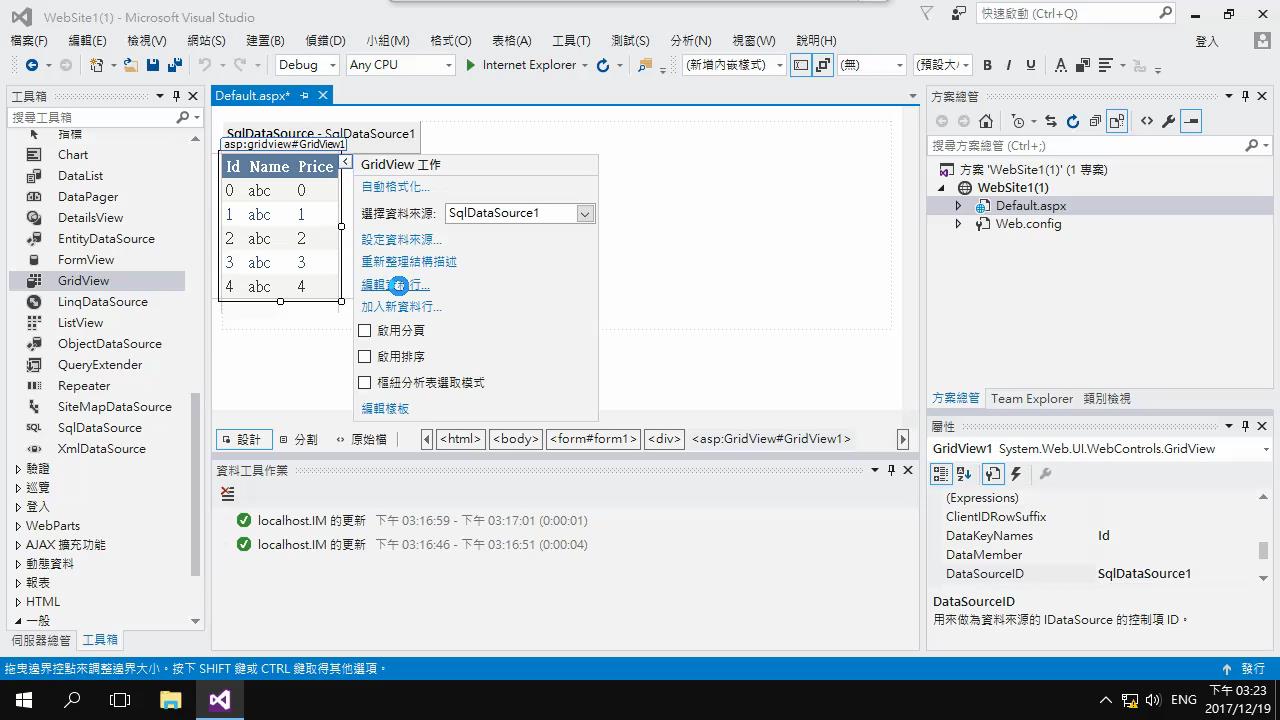 WebSite1(1) - Microsoft Visual Studio
快速啟動 (Ctrl+Q)
檔案(F) 編輯(E) 檢視(V) 網站(S) 建置(B) 偵錯(D) 小組(M) 格式(O) 表格(A) 工具(T) 測試(S) 分析(N) 視窗(W) 說明(H) 登入
Debug Any CPU Internet Explorer (新增內嵌樣式) (無) (預設大/ B I U A
工具箱
搜尋工具箱
指標
Chart
DataList
DataPager
DetailsView
EntityDataSource
FormView
GridView
LinqDataSource
ListView
ObjectDataSource
QueryExtender
Repeater
SiteMapDataSource
SqlDataSource
XmlDataSource
驗證
巡覽
登入
WebParts
AJAX 擴充功能
動態資料
報表
HTML
一般
伺服器總管 工具箱
Default.aspx*
SqlDataSource - SqlDataSource1
asp:gridview#GridView1
Id Name Price
0 abc 0
1 abc 1
2 abc 2
3 abc 3
4 abc 4
GridView 工作
自動格式化...
選擇資料來源: SqlDataSource1
設定資料來源...
重新整理結構描述
編輯 行...
加入新資料行...
啟用分頁
啟用排序
樞紐分析表選取模式
編輯樣板
設計 分割 原始檔 <html> <body> <form#form1> <div> <asp:GridView#GridView1>
資料工具作業
localhost.IM 的更新 下午 03:16:59 - 下午 03:17:01 (0:00:01)
localhost.IM 的更新 下午 03:16:46 - 下午 03:16:51 (0:00:04)
方案總管
搜尋方案總管 (Ctrl+;)
方案 'WebSite1(1)' (1 專案)
WebSite1(1)
Default.aspx
Web.config
方案總管 Team Explorer 類別檢視
屬性
GridView1 System.Web.UI.WebControls.GridView
(Expressions)
ClientIDRowSuffix
DataKeyNames Id
DataMember
DataSourceID SqlDataSource1
DataSourceID
用來做為資料來源的 IDataSource 的控制項 ID。
拖曳邊界控點來調整邊界大小。按下 SHIFT 鍵或 CTRL 鍵取得其他選項。
發行
ENG
下午 03:23
2017/12/19